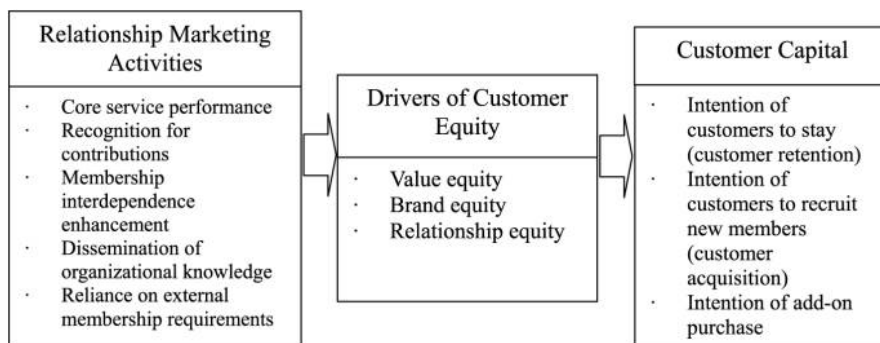 Relationship Marketing
Activities
· Core service performance
· Recognition for
contributions
· Membership
interdependence
enhancement
· Dissemination of
organizational knowledge
· Reliance on external
membership requirements
Drivers of Customer
Equity
· Value equity
· Brand equity
· Relationship equity
Customer Capital
· Intention of
customers to stay
(customer retention)
· Intention of
customers to recruit
new members
(customer
acquisition)
· Intention of add-on
purchase